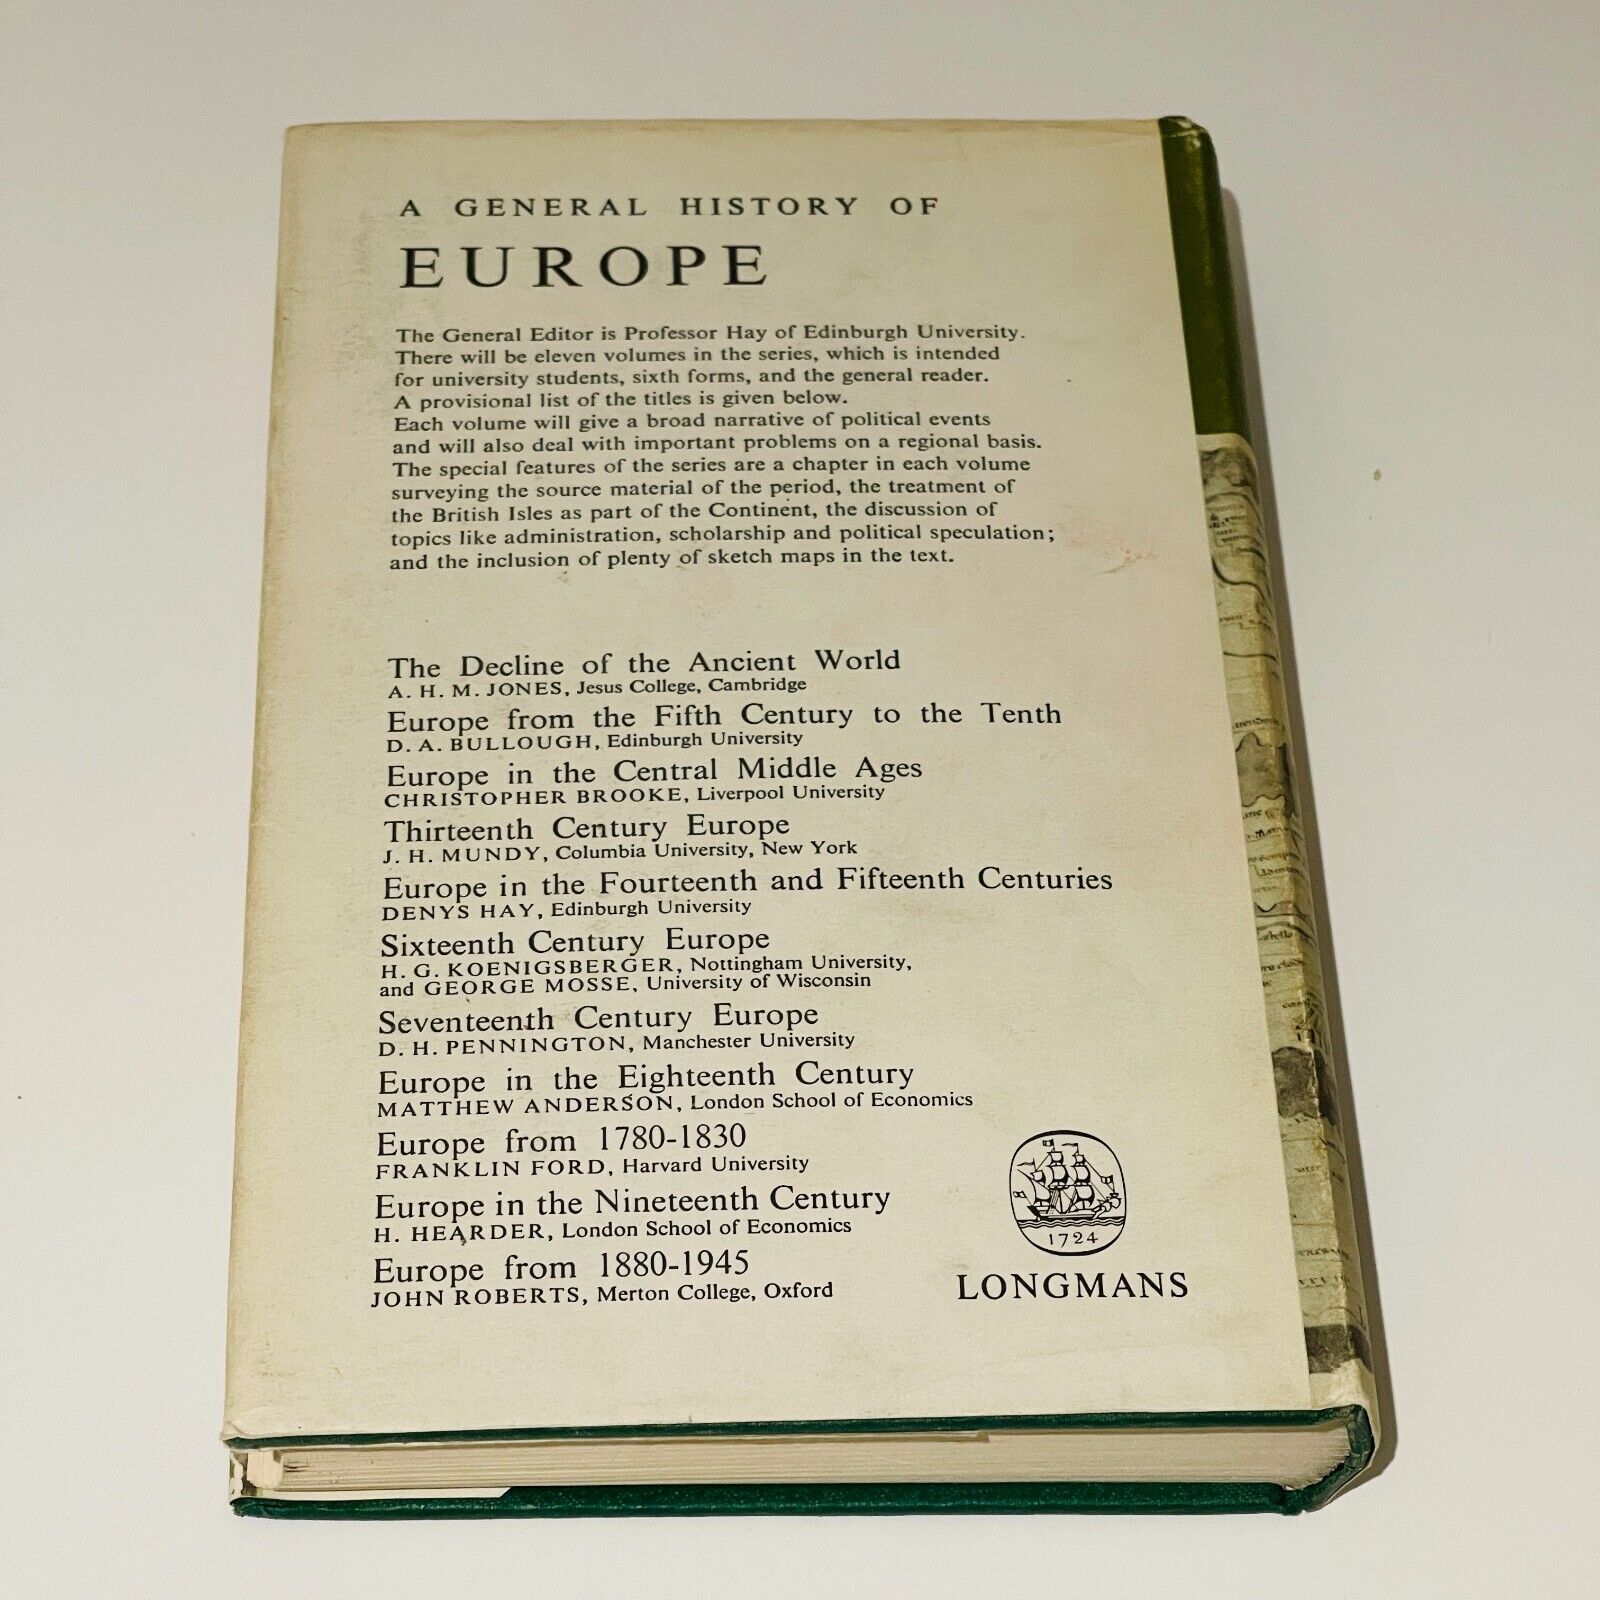 A GENERAL HISTORY OF
EUROPE
The General Editor is Professor Hay of Edinburgh University.
There will be eleven volumes in the series, which is intended
for university students, sixth forms, and the general reader.
A provisional list of the titles is given below.
Each volume will give a broad narrative of political events
and will also deal with important problems on a regional basis.
The special features of the series are a chapter in each volume
surveying the source material of the period, the treatment of
the British Isles as part of the Continent, the discussion of
topics like administration, scholarship and political speculation;
and the inclusion of plenty of sketch maps in the text.
The Decline of the Ancient World
A. H. M. JONES, Jesus College, Cambridge
Europe from the Fifth Century to the Tenth
D. A. BULLOUGH, Edinburgh University
Europe in the Central Middle Ages
CHRISTOPHER BROOKE, Liverpool University
Thirteenth Century Europe
J. H. MUNDY, Columbia University, New York
Europe in the Fourteenth and Fifteenth Centuries
DENYS HAY, Edinburgh University
Sixteenth Century Europe
H. G. KOENIGSBERGER, Nottingham University,
and GEORGE MOSSE, University of Wisconsin
Seventeenth Century Europe
D. H. PENNINGTON, Manchester University
Europe in the Eighteenth Century
MATTHEW ANDERSON, London School of Economics
Europe from 1780-1830
FRANKLIN FORD, Harvard University
Europe in the Nineteenth Century
H. HEARDER, London School of Economics
Europe from 1880-1945
JOHN ROBERTS, Merton College, Oxford
1724
LONGMANS